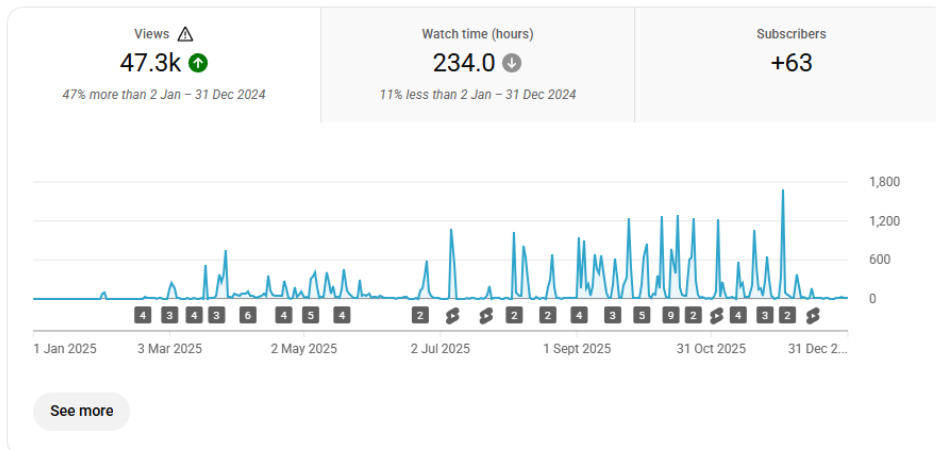 Views
47.3k
47% more than 2 Jan – 31 Dec 2024
Watch time (hours)
234.0
11% less than 2 Jan – 31 Dec 2024
Subscribers
+63
1,800
1,200
600
0
4 3 4 3 6 4 5 4 2 2 2 4 3 5 9 2 4 3 2
1 Jan 2025 3 Mar 2025 2 May 2025 2 Jul 2025 1 Sept 2025 31 Oct 2025 31 Dec 2...
See more